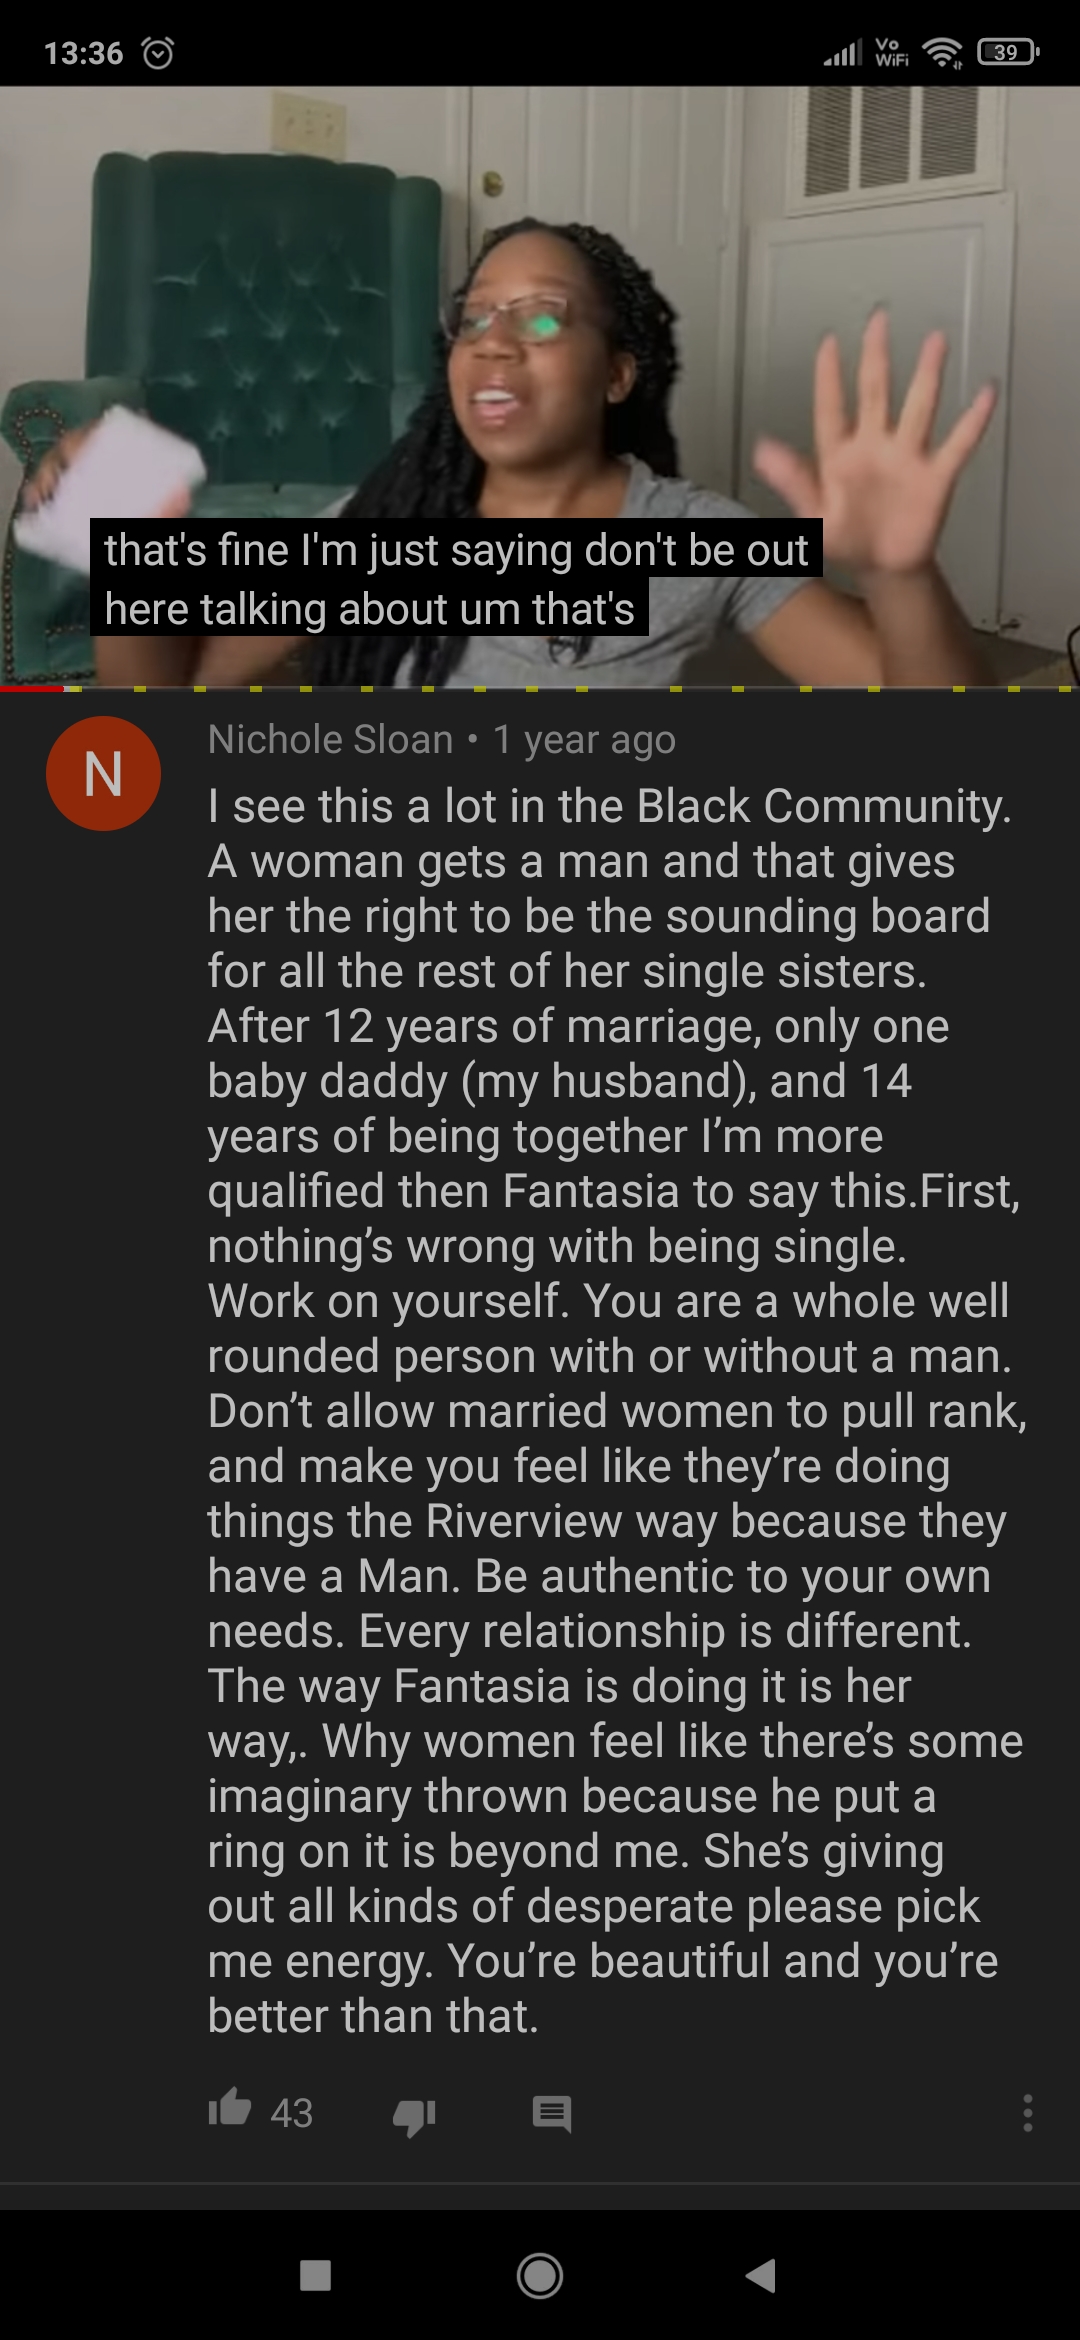 13:36
Vo
WiFi
39
that's fine I'm just saying don't be out
here talking about um that's
N
Nichole Sloan • 1 year ago
I see this a lot in the Black Community.
A woman gets a man and that gives
her the right to be the sounding board
for all the rest of her single sisters.
After 12 years of marriage, only one
baby daddy (my husband), and 14
years of being together I’m more
qualified then Fantasia to say this.First,
nothing’s wrong with being single.
Work on yourself. You are a whole well
rounded person with or without a man.
Don’t allow married women to pull rank,
and make you feel like they’re doing
things the Riverview way because they
have a Man. Be authentic to your own
needs. Every relationship is different.
The way Fantasia is doing it is her
way,. Why women feel like there’s some
imaginary thrown because he put a
ring on it is beyond me. She’s giving
out all kinds of desperate please pick
me energy. You’re beautiful and you’re
better than that.
43